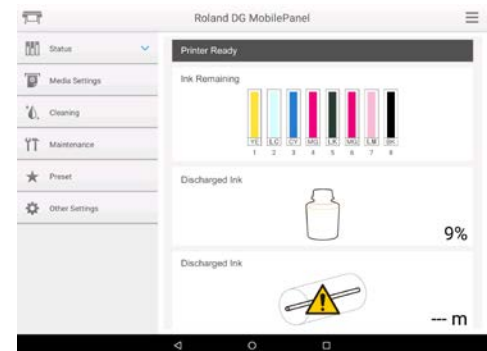 Roland DG MobilePanel
Status
Printer Ready
Media Settings
Ink Remaining
Cleaning
Maintenance
YE LC CY MG LK MG LM BK
1 2 3 4 5 6 7 8
Preset
Discharged Ink
Other Settings
9%
Discharged Ink
--- m